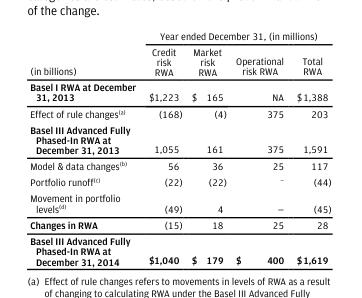 of the change.
Year ended December 31, (in millions)
Credit risk RWA Market risk RWA Operational risk RWA Total RWA
(in billions)
Basel I RWA at December 31, 2013 $1,223 $ 165 NA $1,388
Effect of rule changes(a) (168) (4) 375 203
Basel III Advanced Fully Phased-In RWA at December 31, 2013 1,055 161 375 1,591
Model & data changes(b) 56 36 25 117
Portfolio runoff(c) (22) (22) – (44)
Movement in portfolio levels(d) (49) 4 – (45)
Changes in RWA (15) 18 25 28
Basel III Advanced Fully Phased-In RWA at December 31, 2014 $1,040 $ 179 $ 400 $1,619
(a) Effect of rule changes refers to movements in levels of RWA as a result
of changing to calculating RWA under the Basel III Advanced Fully